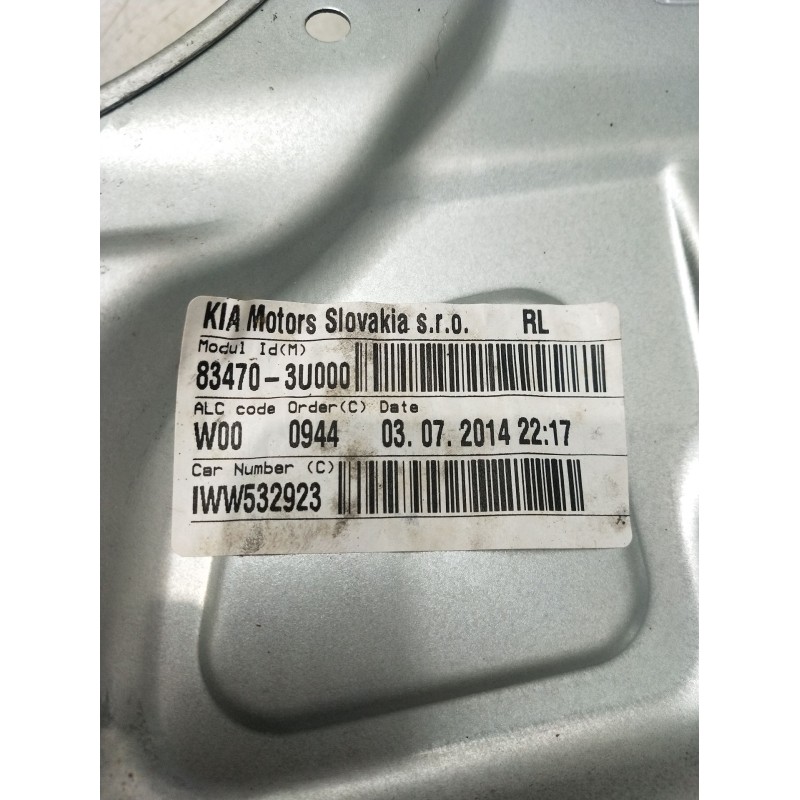 KIA Motors Slovakia s.r.o. RL
Modul Id(M)
83470-3U000
ALC code Order(C) Date
W00 0944 03.07.2014 22:17
Car Number (C)
IWW532923